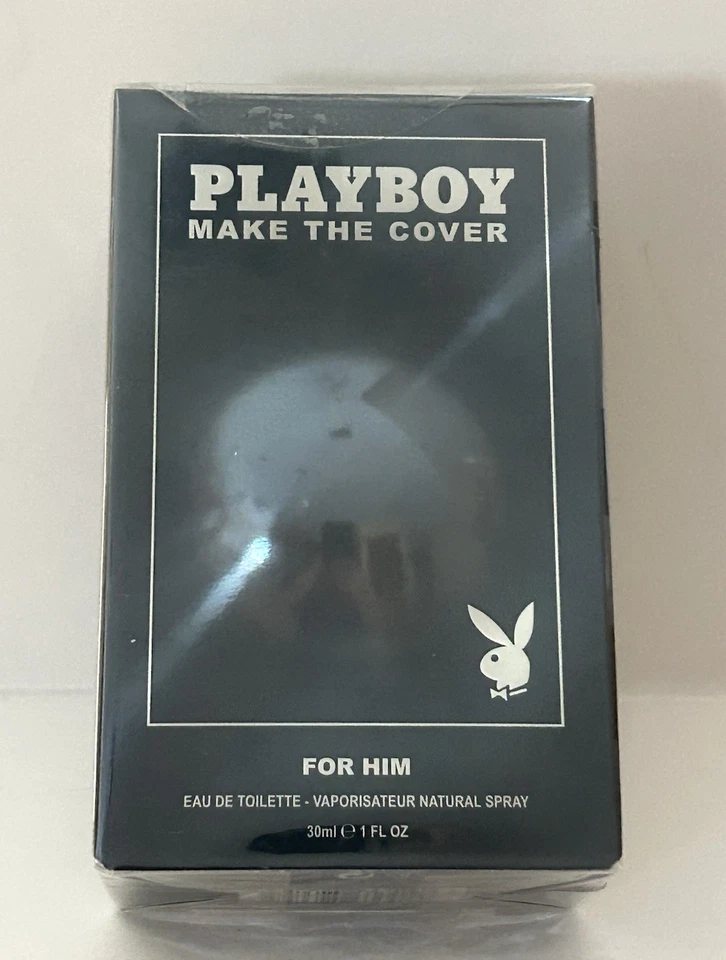 PLAYBOY
MAKE THE COVER
FOR HIM
EAU DE TOILETTE - VAPORISATEUR NATURAL SPRAY
30ml ℮ 1 FL OZ